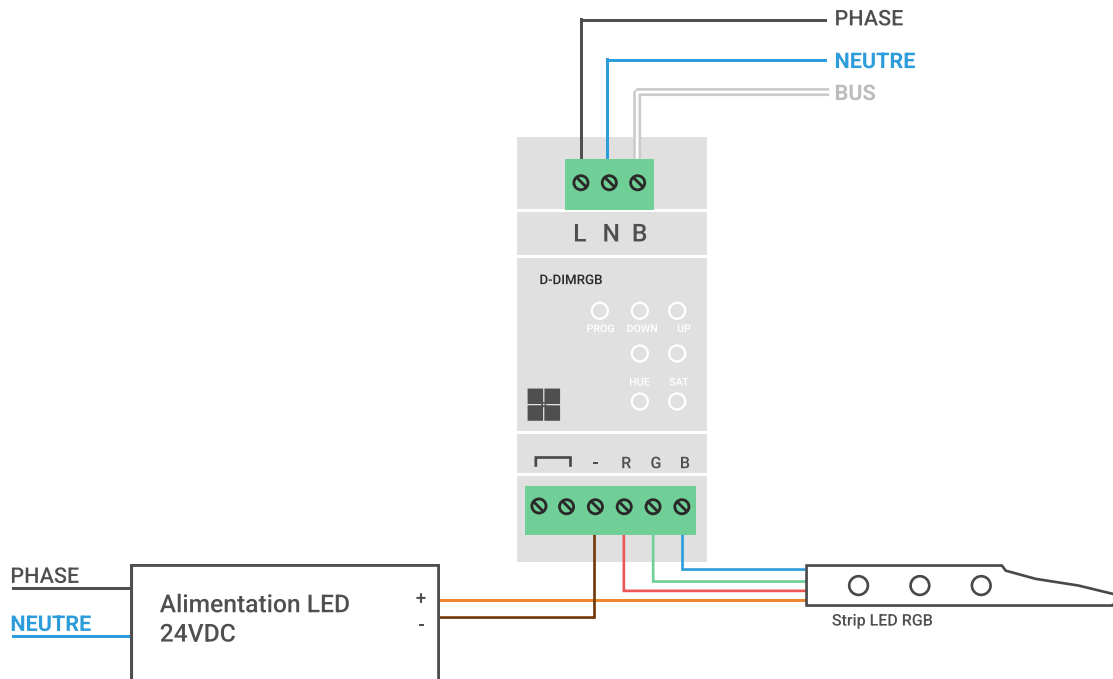 PHASE
NEUTRE
BUS
L N B
D-DIMRGB
PROG DOWN UP
HUE SAT
- R G B
PHASE
NEUTRE
Alimentation LED
24VDC
+
-
Strip LED RGB